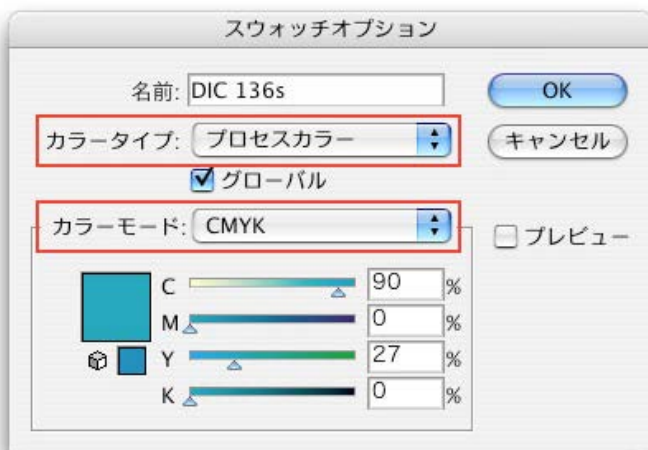 スウォッチオプション
名前: DIC 136s
OK
カラータイプ: プロセスカラー
キャンセル
グローバル
カラーモード: CMYK
プレビュー
C 90 %
M 0 %
Y 27 %
K 0 %